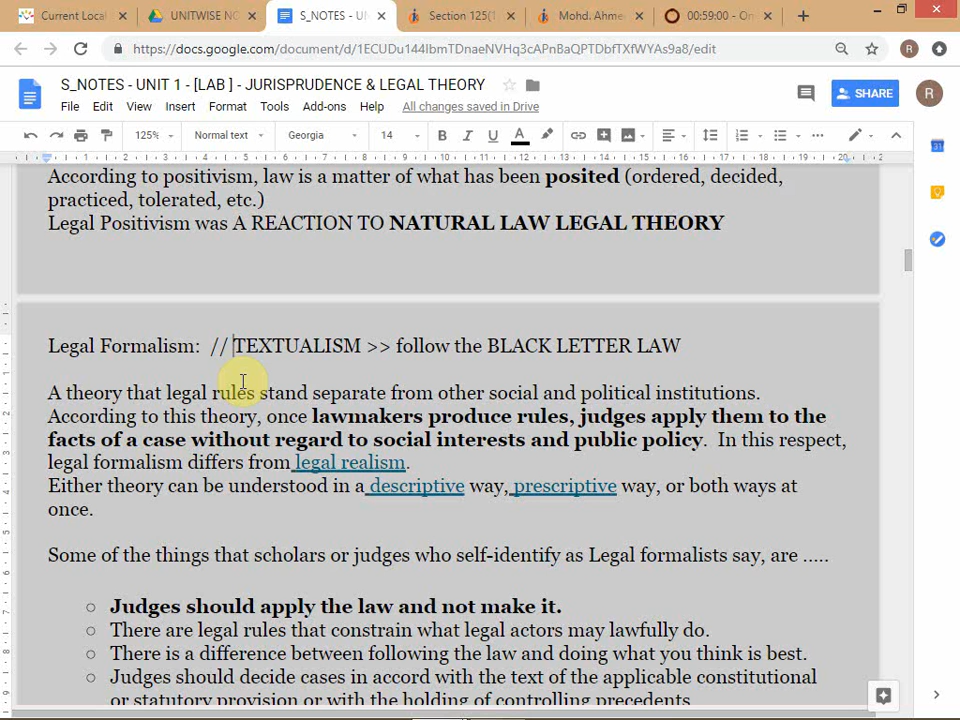 Current Local
UNITWISE NO
S_NOTES - UN
Section 125(1
Mohd. Ahme
00:59:00 - On
https://docs.google.com/document/d/1ECUDu144lbmTDnaeNVHq3cAPnBaQPTDbfTXfWYAs9a8/edit
R
S_NOTES - UNIT 1 - [LAB ] - JURISPRUDENCE & LEGAL THEORY
SHARE
R
File Edit View Insert Format Tools Add-ons Help All changes saved in Drive
125% Normal text Georgia 14 B I U A
According to positivism, law is a matter of what has been posited (ordered, decided,
practiced, tolerated, etc.)
Legal Positivism was A REACTION TO NATURAL LAW LEGAL THEORY
Legal Formalism: // TEXTUALISM >> follow the BLACK LETTER LAW
A theory that legal rules stand separate from other social and political institutions.
According to this theory, once lawmakers produce rules, judges apply them to the
facts of a case without regard to social interests and public policy. In this respect,
legal formalism differs from legal realism.
Either theory can be understood in a descriptive way, prescriptive way, or both ways at
once.
Some of the things that scholars or judges who self-identify as Legal formalists say, are .....
○ Judges should apply the law and not make it.
○ There are legal rules that constrain what legal actors may lawfully do.
○ There is a difference between following the law and doing what you think is best.
○ Judges should decide cases in accord with the text of the applicable constitutional
or statutory provision or with the holding of controlling precedents